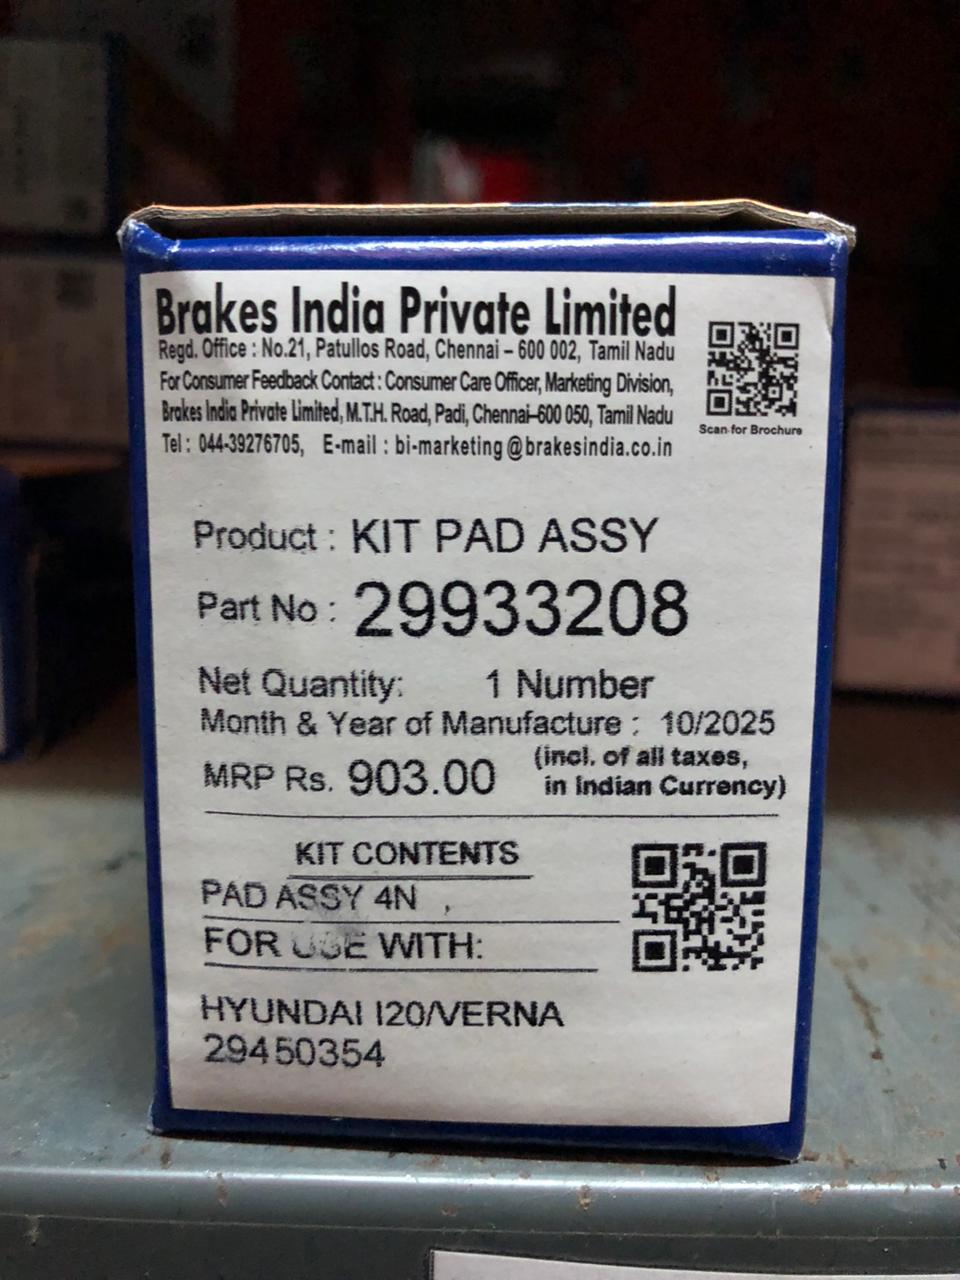 Brakes India Private Limited
Regd. Office : No.21, Patullos Road, Chennai – 600 002, Tamil Nadu
For Consumer Feedback Contact : Consumer Care Officer, Marketing Division,
Brakes India Private Limited, M.T.H. Road, Padi, Chennai–600 050, Tamil Nadu
Tel : 044-39276705, E-mail : bi-marketing@brakesindia.co.in
Scan for Brochure
Product : KIT PAD ASSY
Part No : 29933208
Net Quantity: 1 Number
Month & Year of Manufacture : 10/2025
MRP Rs. 903.00 (incl. of all taxes,
in Indian Currency)
KIT CONTENTS
PAD ASSY 4N ,
FOR USE WITH:
HYUNDAI I20/VERNA
29450354